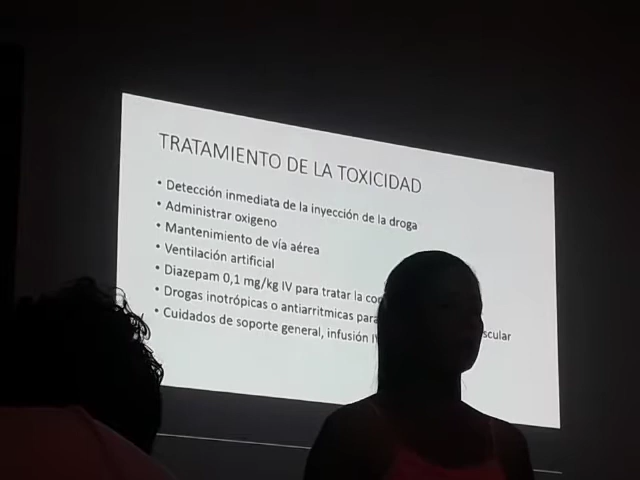 TRATAMIENTO DE LA TOXICIDAD
• Detección inmediata de la inyección de la droga
• Administrar oxigeno
• Mantenimiento de vía aérea
• Ventilación artificial
• Diazepam 0,1 mg/kg IV para tratar la
• Drogas inotrópicas o antiarritmicas para scular
• Cuidados de soporte general, infusión